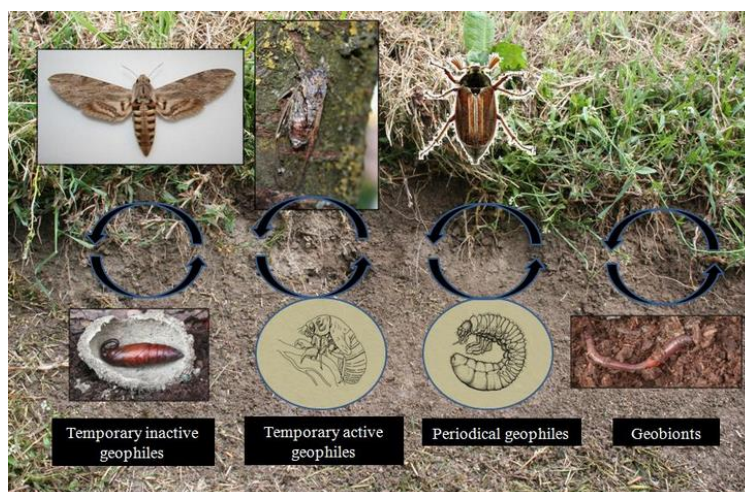 Temporary inactive
geophiles
Temporary active
geophiles
Periodical geophiles
Geobionts